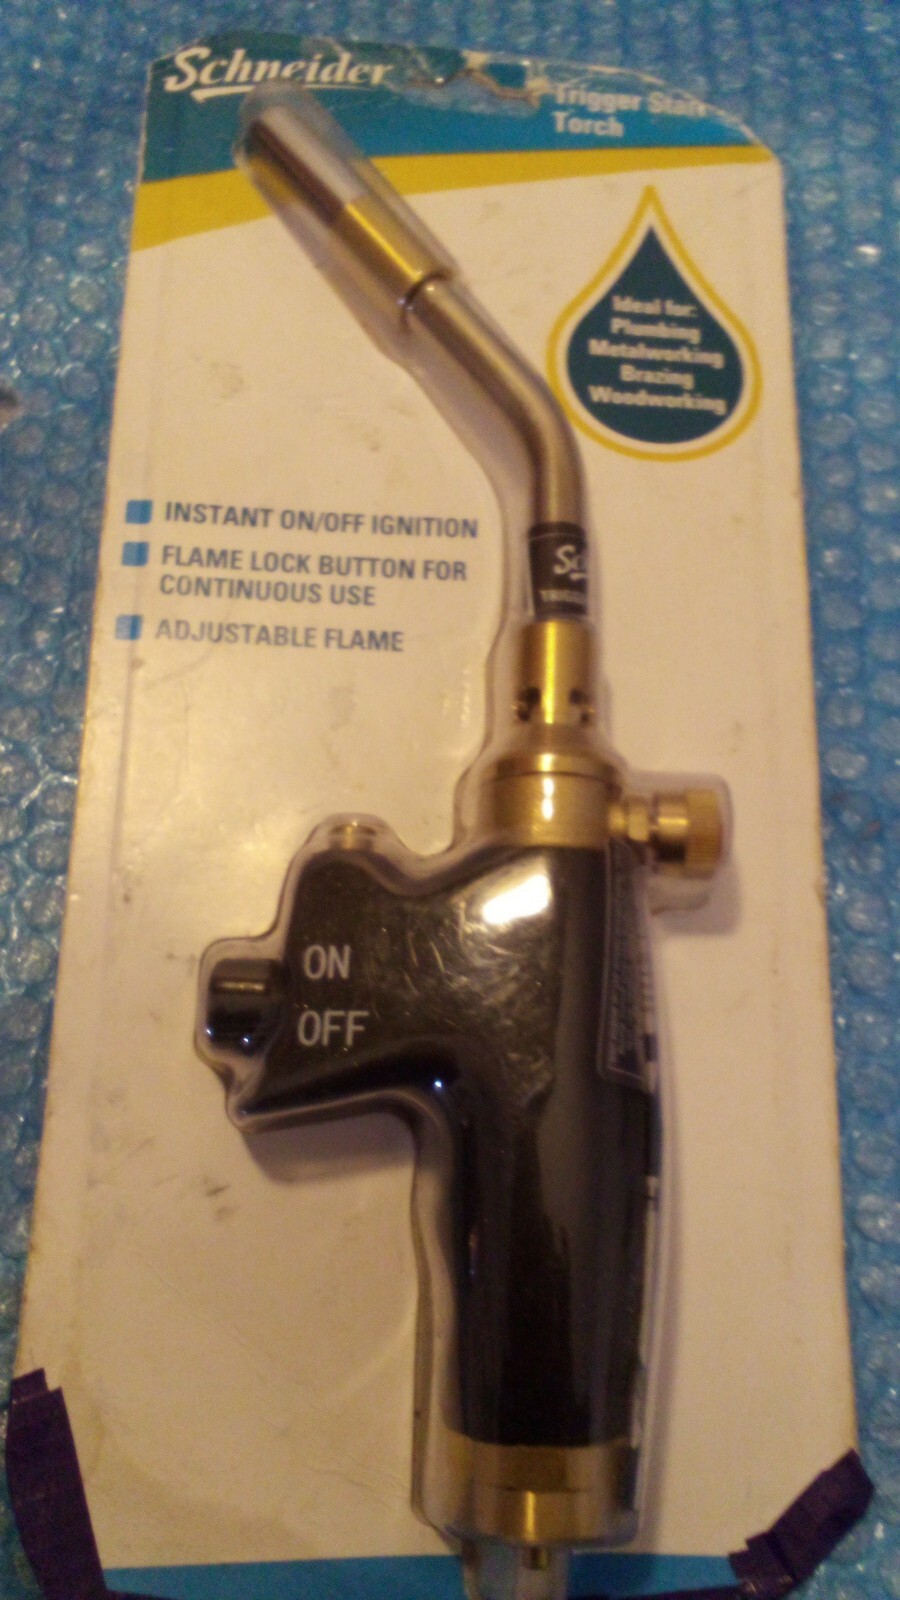 Schneider
Trigger Start
Torch
Ideal for:
Plumbing
Metalworking
Brazing
Woodworking
INSTANT ON/OFF IGNITION
FLAME LOCK BUTTON FOR
CONTINUOUS USE
ADJUSTABLE FLAME
ON
OFF